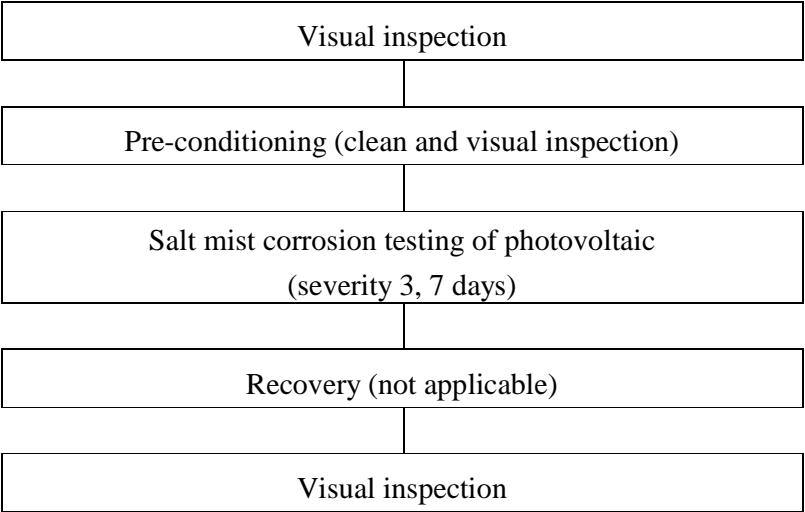 Visual inspection
Pre-conditioning (clean and visual inspection)
Salt mist corrosion testing of photovoltaic
(severity 3, 7 days)
Recovery (not applicable)
Visual inspection